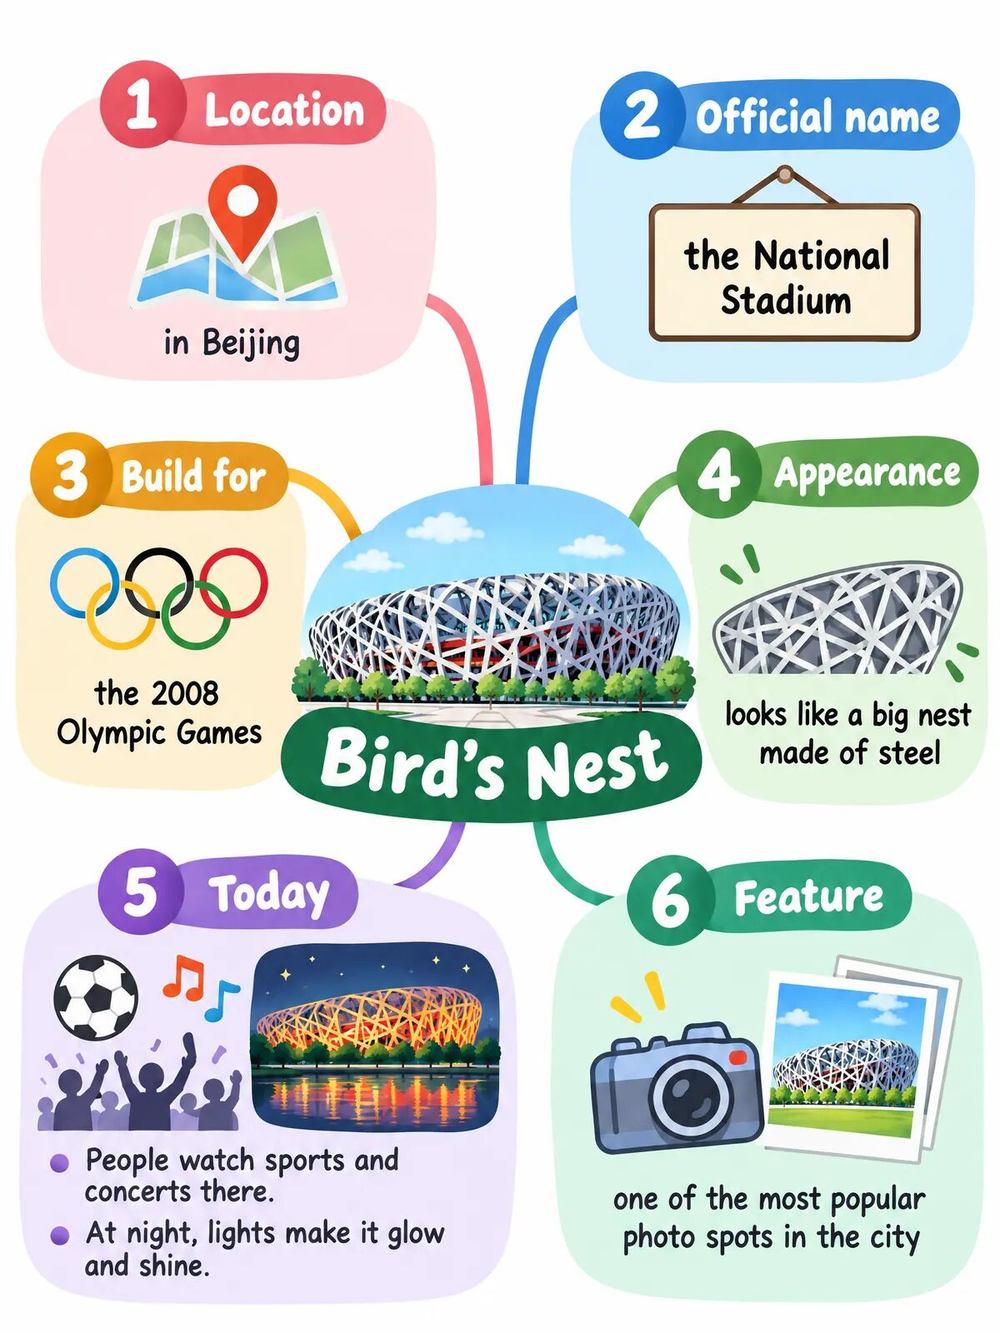 1 Location
in Beijing
2 Official name
the National
Stadium
3 Build for
the 2008
Olympic Games
4 Appearance
looks like a big nest
made of steel
Bird's Nest
5 Today
People watch sports and
concerts there.
At night, lights make it glow
and shine.
6 Feature
one of the most popular
photo spots in the city